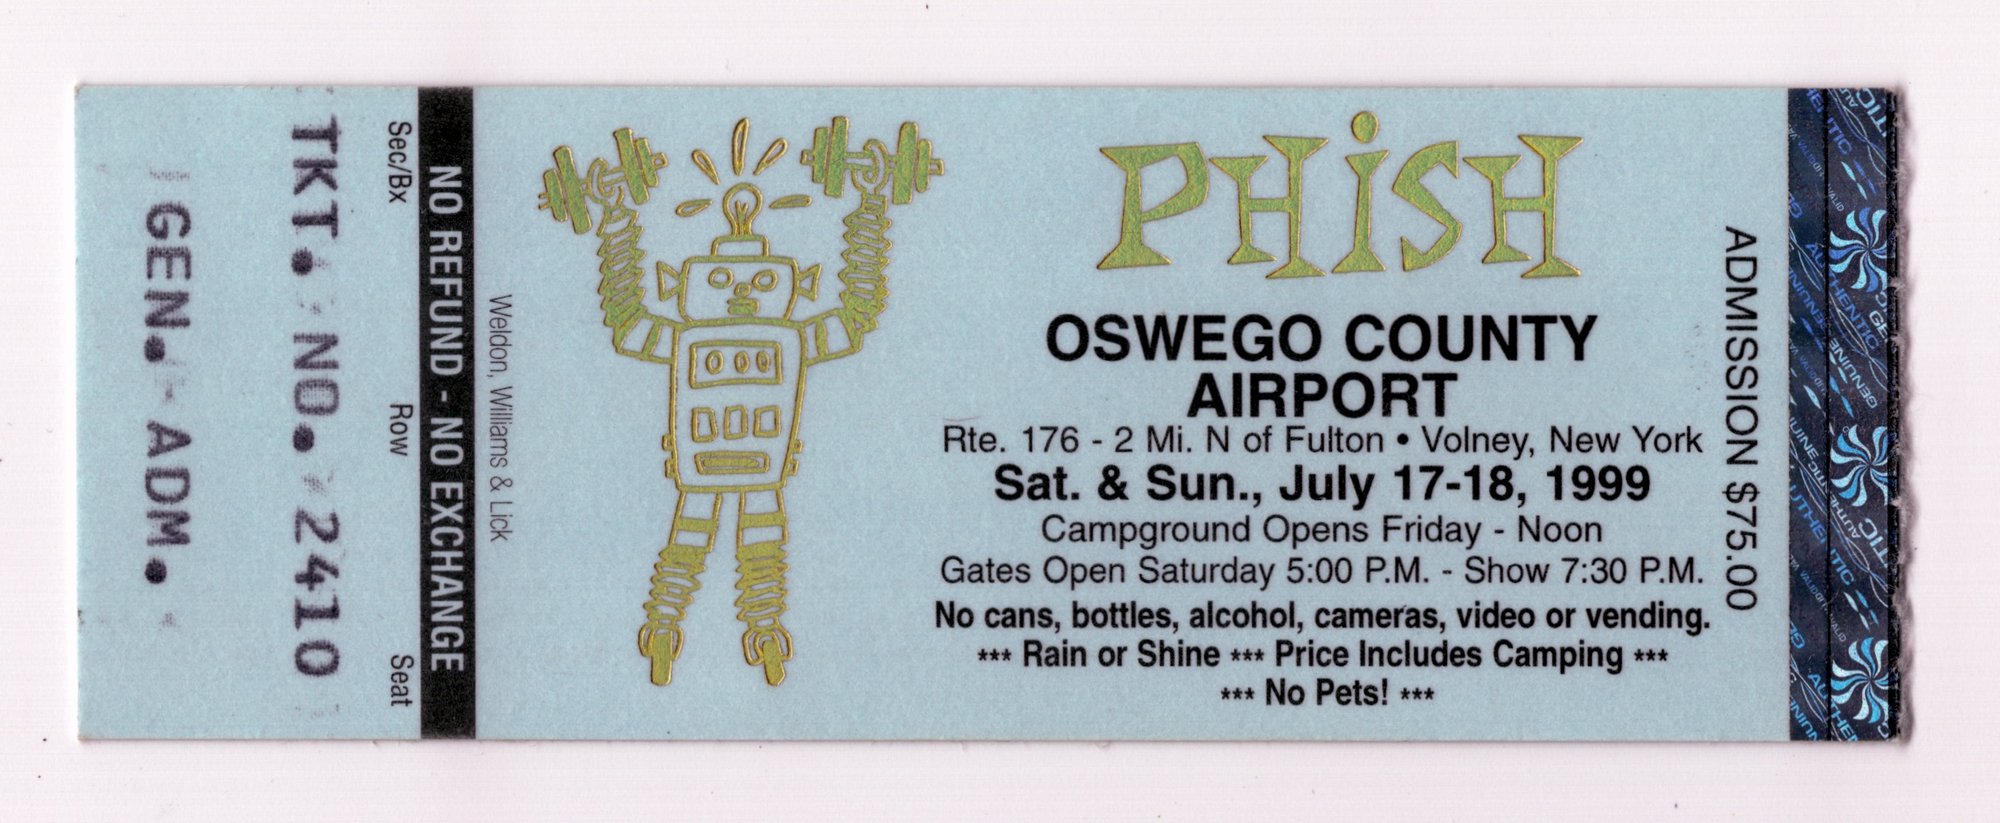 GEN. ADM.
TKT. NO. 2410
Sec/Bx Row Seat
NO REFUND - NO EXCHANGE
Weldon, Williams & Lick
PHiSH
OSWEGO COUNTY
AIRPORT
Rte. 176 - 2 Mi. N of Fulton • Volney, New York
Sat. & Sun., July 17-18, 1999
Campground Opens Friday - Noon
Gates Open Saturday 5:00 P.M. - Show 7:30 P.M.
No cans, bottles, alcohol, cameras, video or vending.
*** Rain or Shine *** Price Includes Camping ***
*** No Pets! ***
ADMISSION $75.00
AUTHENTIC
GENUINE
VALID